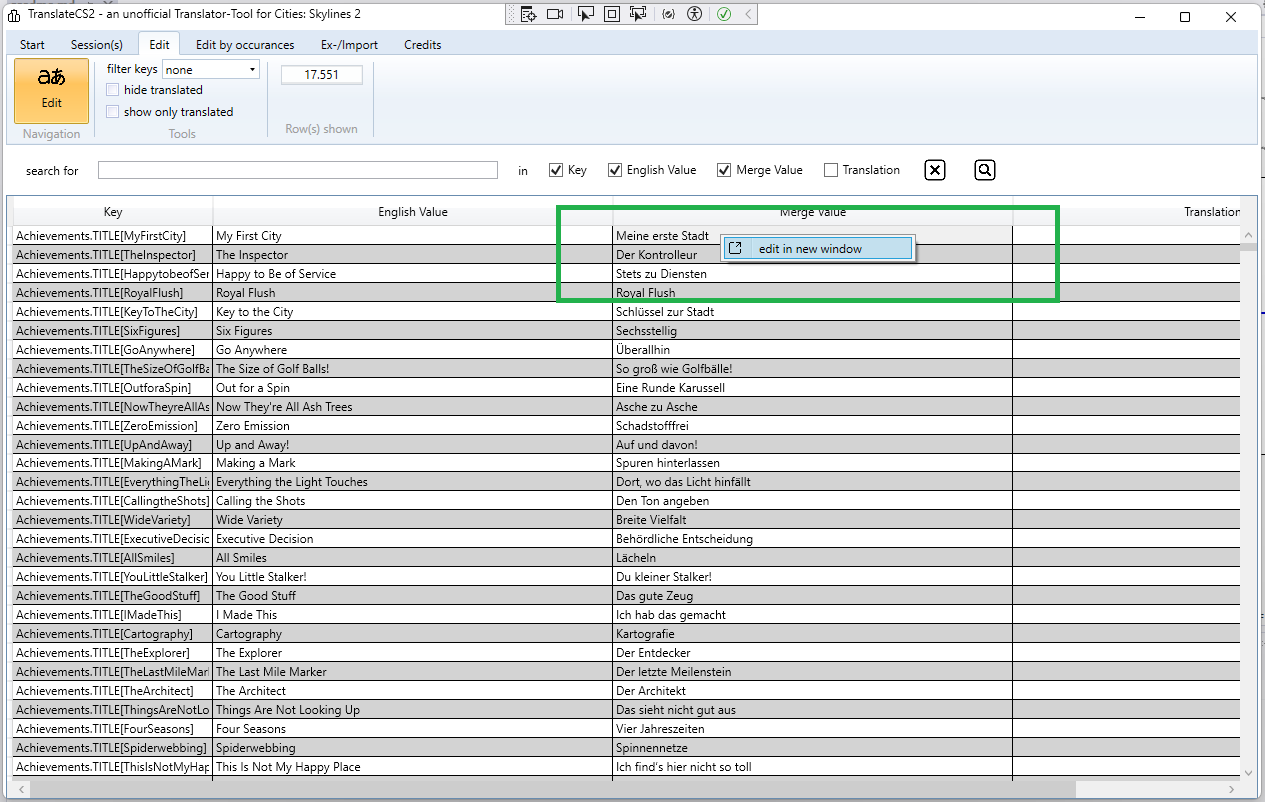 TranslateCS2 - an unofficial Translator-Tool for Cities: Skylines 2
Start Session(s) Edit Edit by occurances Ex-/Import Credits
aあ
Edit
Navigation
filter keys none
hide translated
show only translated
Tools
17.551
Row(s) shown
search for in Key English Value Merge Value Translation
Key English Value Merge Value Translation
Achievements.TITLE[MyFirstCity] My First City Meine erste Stadt
edit in new window
Achievements.TITLE[TheInspector] The Inspector Der Kontrolleur
Achievements.TITLE[HappytobeofSer Happy to Be of Service Stets zu Diensten
Achievements.TITLE[RoyalFlush] Royal Flush Royal Flush
Achievements.TITLE[KeyToTheCity] Key to the City Schlüssel zur Stadt
Achievements.TITLE[SixFigures] Six Figures Sechsstellig
Achievements.TITLE[GoAnywhere] Go Anywhere Überallhin
Achievements.TITLE[TheSizeOfGolfBa The Size of Golf Balls! So groß wie Golfbälle!
Achievements.TITLE[OutforaSpin] Out for a Spin Eine Runde Karussell
Achievements.TITLE[NowTheyreAllAs Now They're All Ash Trees Asche zu Asche
Achievements.TITLE[ZeroEmission] Zero Emission Schadstofffrei
Achievements.TITLE[UpAndAway] Up and Away! Auf und davon!
Achievements.TITLE[MakingAMark] Making a Mark Spuren hinterlassen
Achievements.TITLE[EverythingTheLig Everything the Light Touches Dort, wo das Licht hinfällt
Achievements.TITLE[CallingtheShots] Calling the Shots Den Ton angeben
Achievements.TITLE[WideVariety] Wide Variety Breite Vielfalt
Achievements.TITLE[ExecutiveDecisic Executive Decision Behördliche Entscheidung
Achievements.TITLE[AllSmiles] All Smiles Lächeln
Achievements.TITLE[YouLittleStalker] You Little Stalker! Du kleiner Stalker!
Achievements.TITLE[TheGoodStuff] The Good Stuff Das gute Zeug
Achievements.TITLE[IMadeThis] I Made This Ich hab das gemacht
Achievements.TITLE[Cartography] Cartography Kartografie
Achievements.TITLE[TheExplorer] The Explorer Der Entdecker
Achievements.TITLE[TheLastMileMarl The Last Mile Marker Der letzte Meilenstein
Achievements.TITLE[TheArchitect] The Architect Der Architekt
Achievements.TITLE[ThingsAreNotLo Things Are Not Looking Up Das sieht nicht gut aus
Achievements.TITLE[FourSeasons] Four Seasons Vier Jahreszeiten
Achievements.TITLE[Spiderwebbing] Spiderwebbing Spinnennetze
Achievements.TITLE[ThisIsNotMyHap This Is Not My Happy Place Ich find's hier nicht so toll